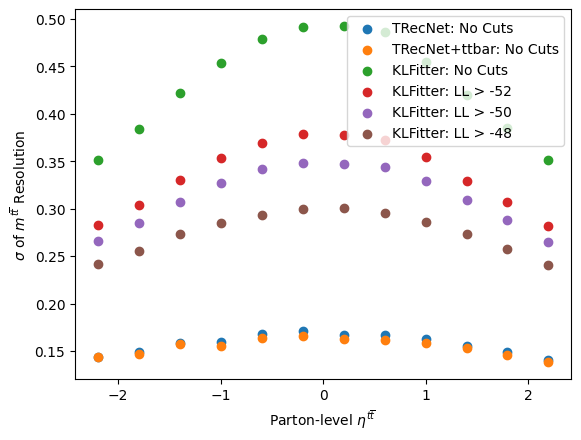 TRecNet: No Cuts
TRecNet+ttbar: No Cuts
KLFitter: No Cuts
KLFitter: LL > -52
KLFitter: LL > -50
KLFitter: LL > -48
0.50
0.45
0.40
0.35
0.30
0.25
0.20
0.15
σ of m^{tt̅} Resolution
−2
−1
0
1
2
Parton-level η^{tt̅}